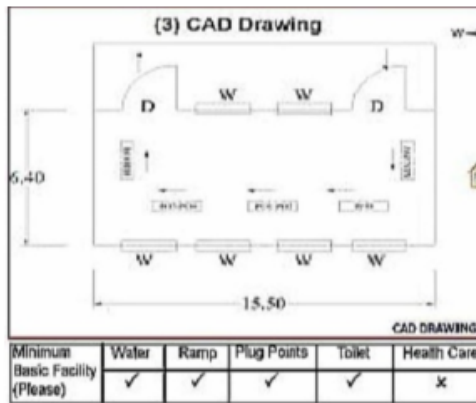 (3) CAD Drawing
W
W W
D D
6.40
W W W W
15.50
CAD DRAWING
Minimum Basic Facility (Please) Water Ramp Plug Points Toilet Health Care
✓ ✓ ✓ ✓ x